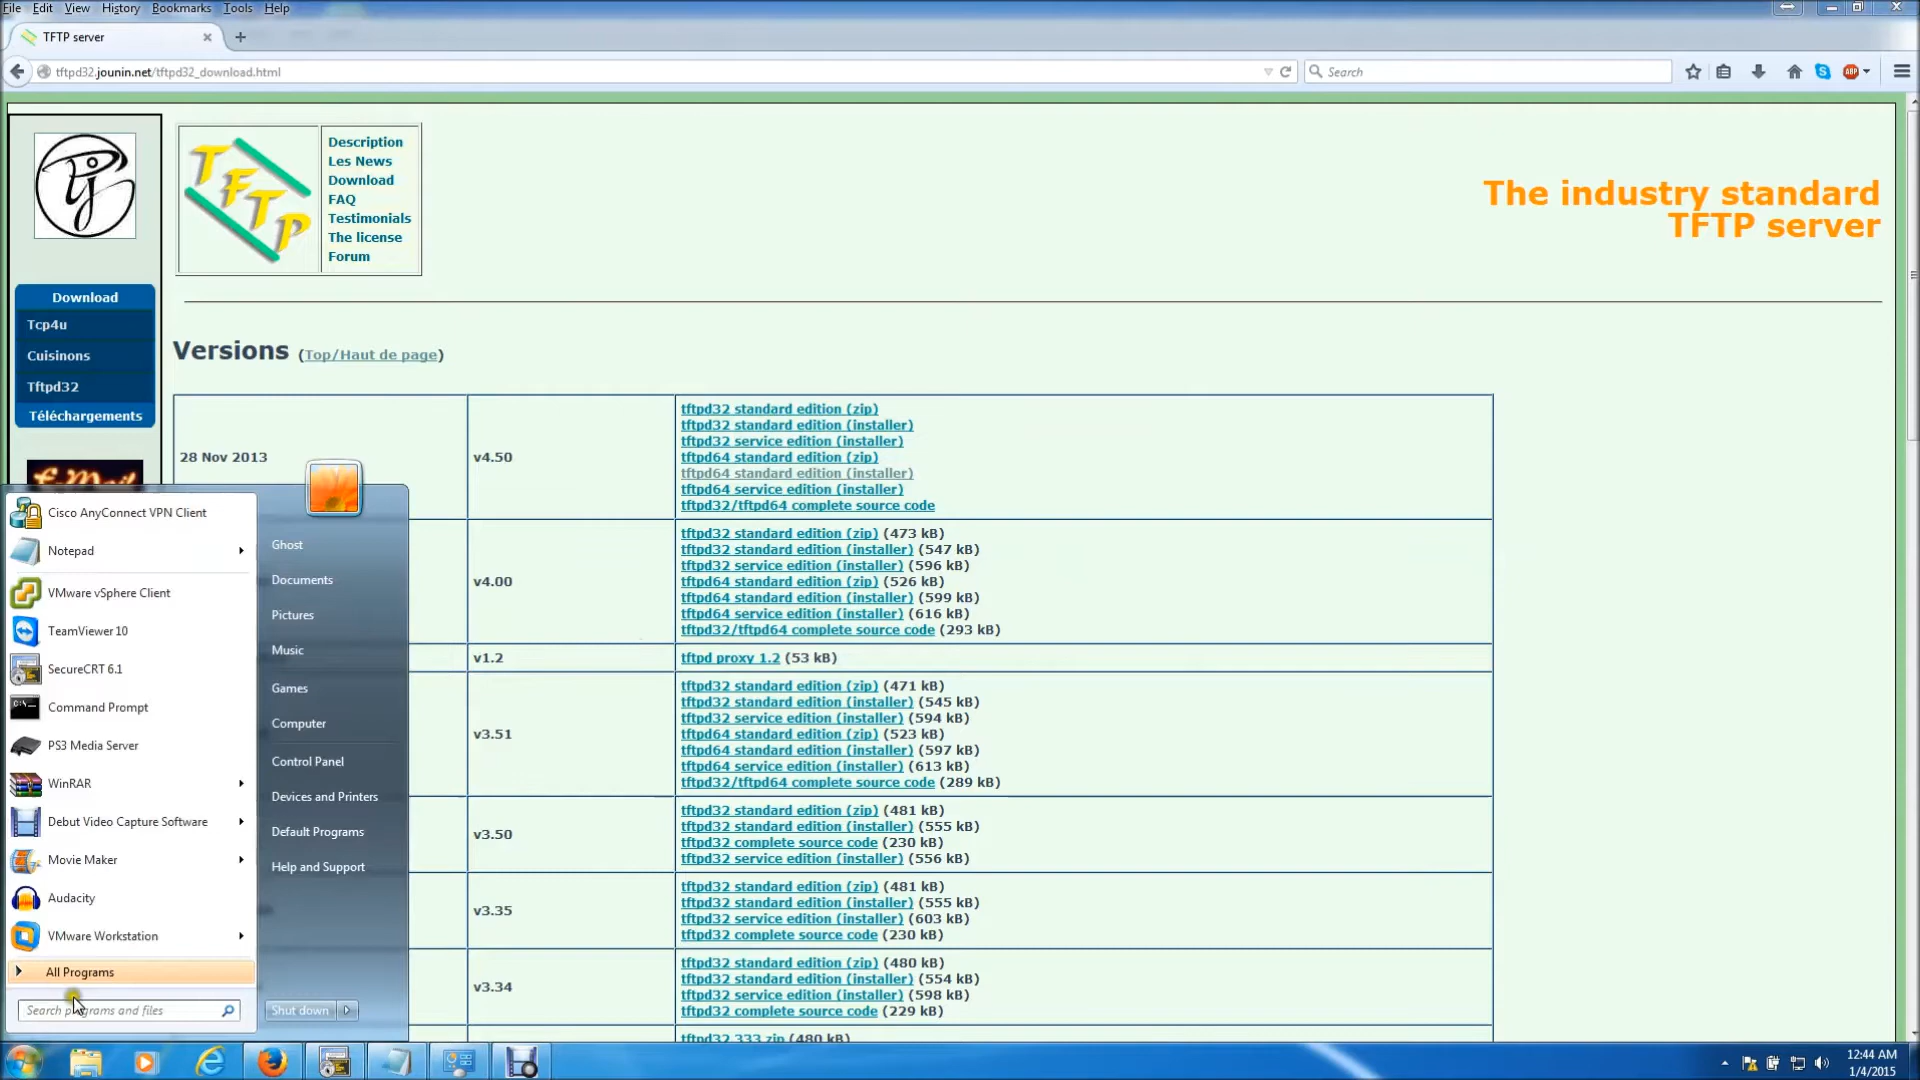 File Edit View History Bookmarks Tools Help
TFTP server
tftpd32.jounin.net/tftpd32_download.html
Search
ABP
TFTP
Description
Les News
Download
FAQ
Testimonials
The license
Forum
The industry standard
TFTP server
Download
Tcp4u
Cuisinons
Tftpd32
Téléchargements
E-Mail
Versions (Top/Haut de page)
28 Nov 2013
v4.50
tftpd32 standard edition (zip)
tftpd32 standard edition (installer)
tftpd32 service edition (installer)
tftpd64 standard edition (zip)
tftpd64 standard edition (installer)
tftpd64 service edition (installer)
tftpd32/tftpd64 complete source code
v4.00
tftpd32 standard edition (zip) (473 kB)
tftpd32 standard edition (installer) (547 kB)
tftpd32 service edition (installer) (596 kB)
tftpd64 standard edition (zip) (526 kB)
tftpd64 standard edition (installer) (599 kB)
tftpd64 service edition (installer) (616 kB)
tftpd32/tftpd64 complete source code (293 kB)
v1.2
tftpd proxy 1.2 (53 kB)
v3.51
tftpd32 standard edition (zip) (471 kB)
tftpd32 standard edition (installer) (545 kB)
tftpd32 service edition (installer) (594 kB)
tftpd64 standard edition (zip) (523 kB)
tftpd64 standard edition (installer) (597 kB)
tftpd64 service edition (installer) (613 kB)
tftpd32/tftpd64 complete source code (289 kB)
v3.50
tftpd32 standard edition (zip) (481 kB)
tftpd32 standard edition (installer) (555 kB)
tftpd32 complete source code (230 kB)
tftpd32 service edition (installer) (556 kB)
v3.35
tftpd32 standard edition (zip) (481 kB)
tftpd32 standard edition (installer) (555 kB)
tftpd32 service edition (installer) (603 kB)
tftpd32 complete source code (230 kB)
v3.34
tftpd32 standard edition (zip) (480 kB)
tftpd32 standard edition (installer) (554 kB)
tftpd32 service edition (installer) (598 kB)
tftpd32 complete source code (229 kB)
tftpd32 333 zip (480 kB)
Cisco AnyConnect VPN Client
Notepad
VMware vSphere Client
TeamViewer 10
SecureCRT 6.1
Command Prompt
PS3 Media Server
WinRAR
Debut Video Capture Software
Movie Maker
Audacity
VMware Workstation
All Programs
Search programs and files
Ghost
Documents
Pictures
Music
Games
Computer
Control Panel
Devices and Printers
Default Programs
Help and Support
Shut down
12:44 AM
1/4/2015